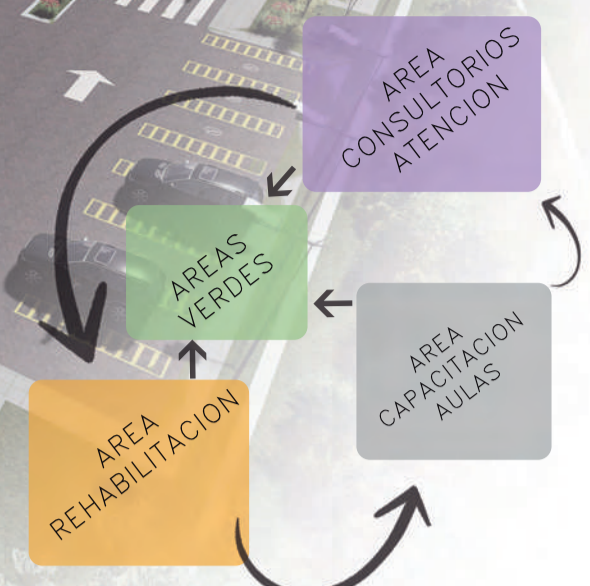 AREA
CONSULTORIOS
ATENCION
AREAS
VERDES
AREA
CAPACITACION
AULAS
AREA
REHABILITACION